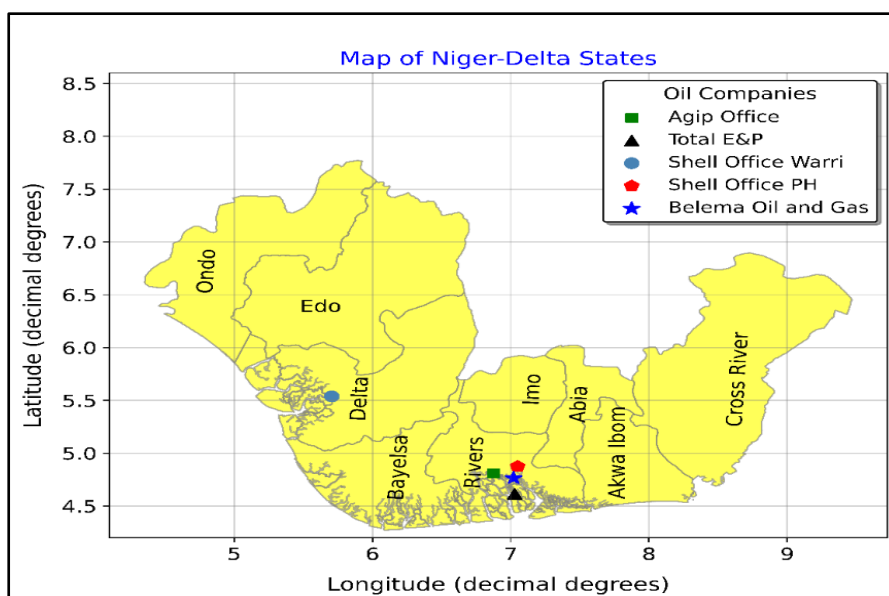 Map of Niger-Delta States
Oil Companies
Agip Office
Total E&P
Shell Office Warri
Shell Office PH
Belema Oil and Gas
Latitude (decimal degrees)
8.5
8.0
7.5
7.0
6.5
6.0
5.5
5.0
4.5
Ondo
Edo
Delta
Bayelsa
Rivers
Imo
Abia
Akwa Ibom
Cross River
5 6 7 8 9
Longitude (decimal degrees)